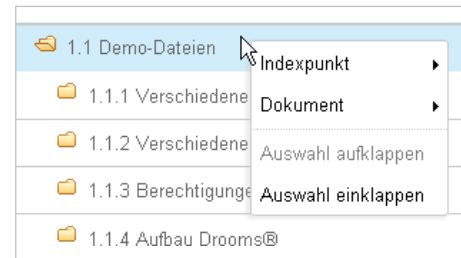 1.1 Demo-Dateien
Indexpunkt
1.1.1 Verschiedene
Dokument
1.1.2 Verschiedene
Auswahl aufklappen
1.1.3 Berechtigunge
Auswahl einklappen
1.1.4 Aufbau Drooms®